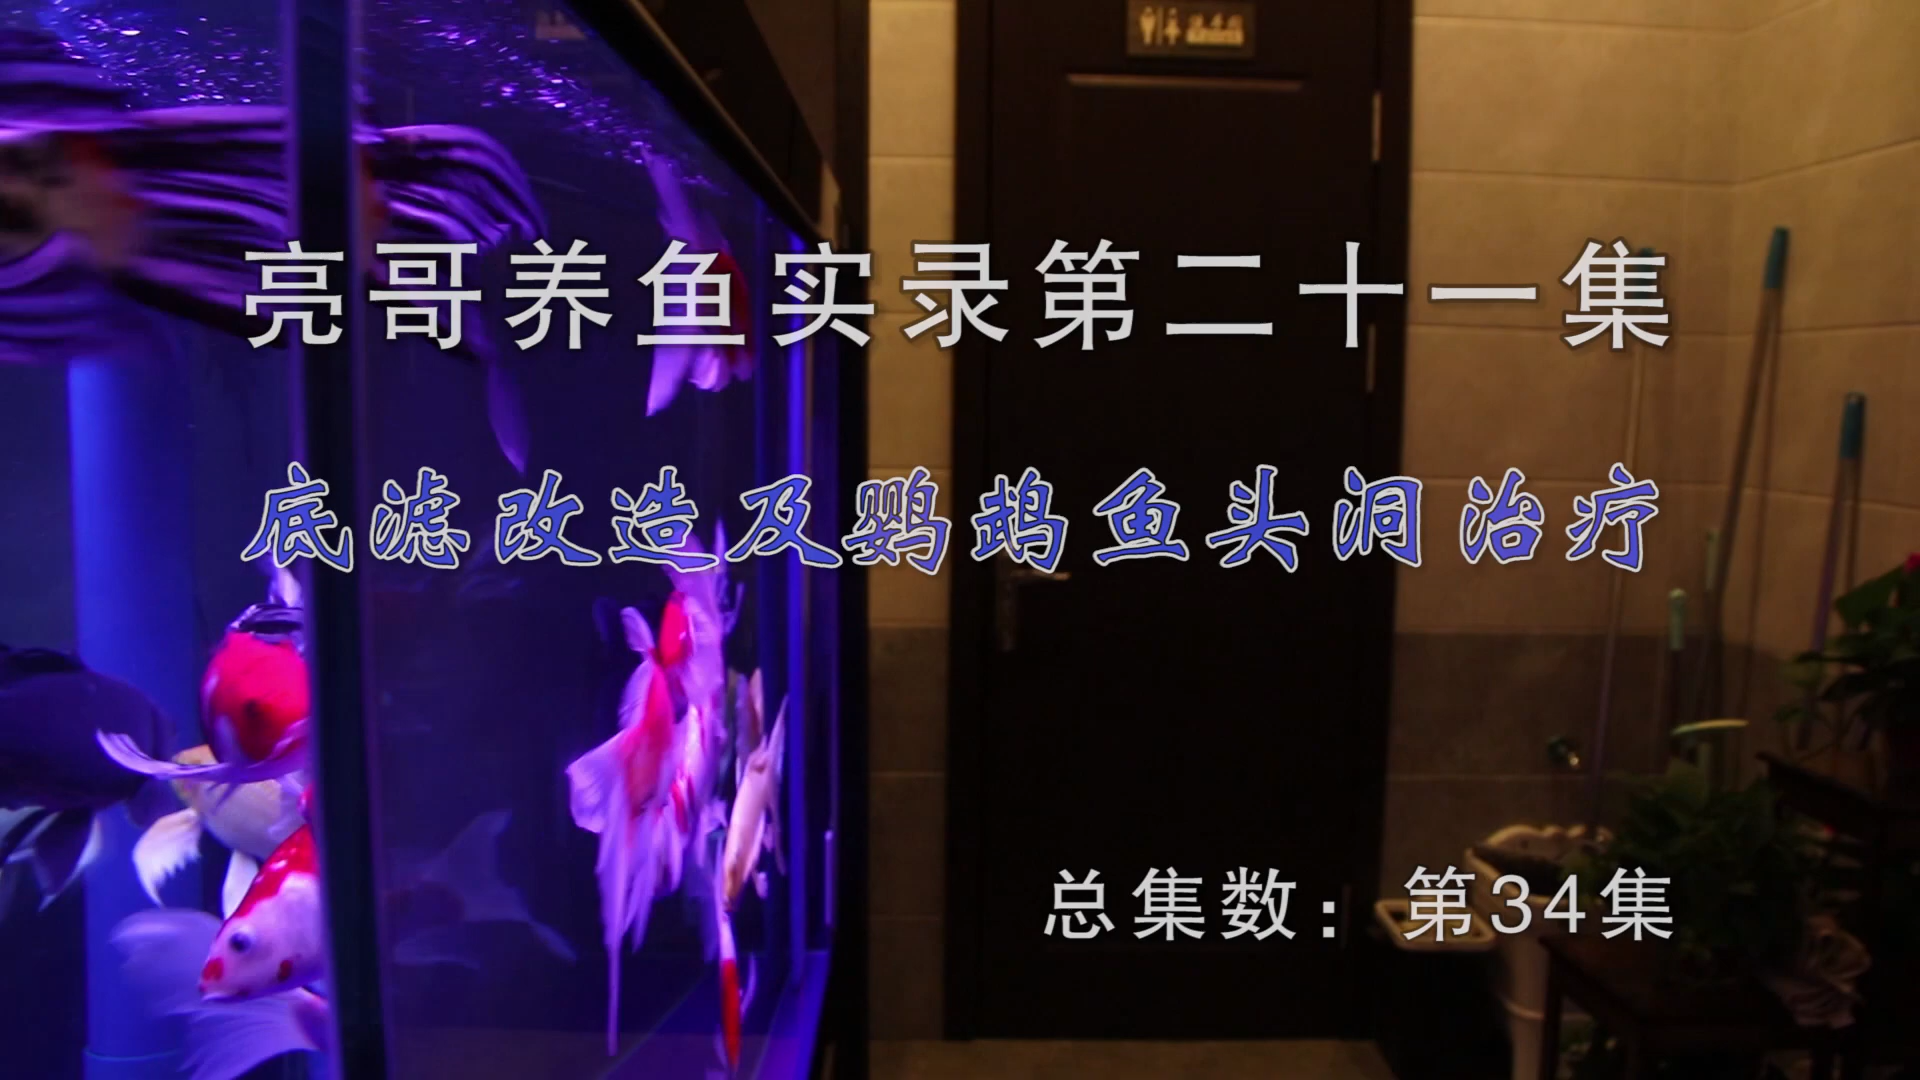 亮哥养鱼实录第二十一集
底滤改造及鹦鹉鱼头洞治疗
总集数：第34集